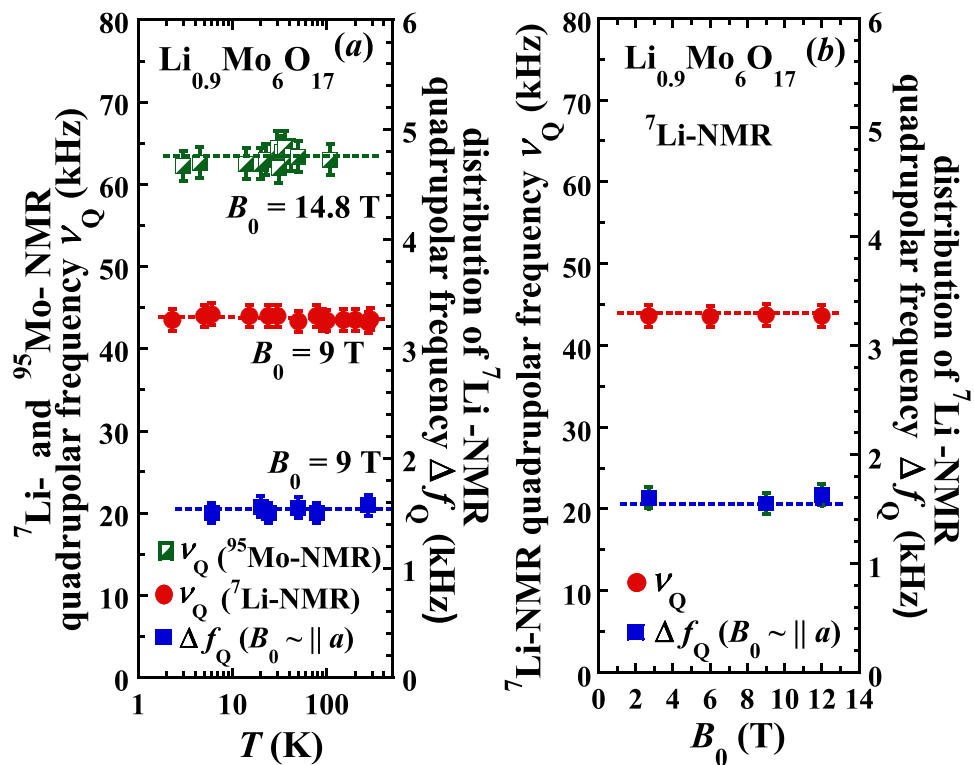 (a)
Li0.9Mo6O17
B0 = 14.8 T
B0 = 9 T
B0 = 9 T
νQ (95Mo-NMR)
νQ (7Li-NMR)
Δ fQ (B0 ~ || a)
80
70
60
50
40
30
20
10
0
6
5
4
3
2
1
0
1
10
100
T (K)
7Li- and 95Mo- NMR
quadrupolar frequency νQ (kHz)
distribution of 7Li -NMR
quadrupolar frequency Δ fQ (kHz)
(b)
Li0.9Mo6O17
7Li-NMR
νQ
Δ fQ (B0 ~ || a)
80
70
60
50
40
30
20
10
0
6
5
4
3
2
1
0
0 2 4 6 8 10 12 14
B0 (T)
7Li-NMR quadrupolar frequency νQ (kHz)
distribution of 7Li -NMR
quadrupolar frequency Δ fQ (kHz)